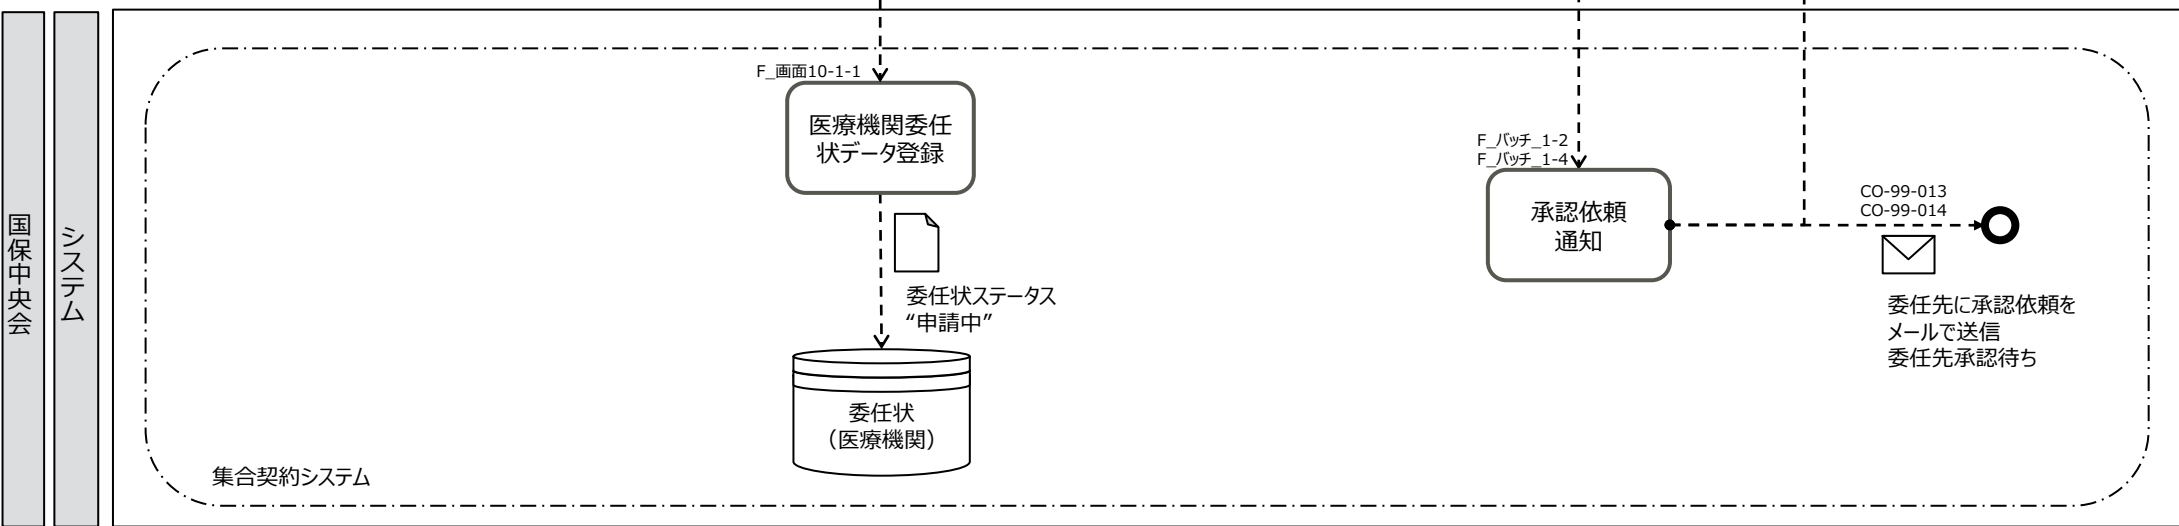 国保中央会
システム
F_画面10-1-1
医療機関委任
状データ登録
委任状ステータス
“申請中”
委任状
（医療機関）
集合契約システム
F_バッチ_1-2
F_バッチ_1-4
承認依頼
通知
CO-99-013
CO-99-014
委任先に承認依頼を
メールで送信
委任先承認待ち